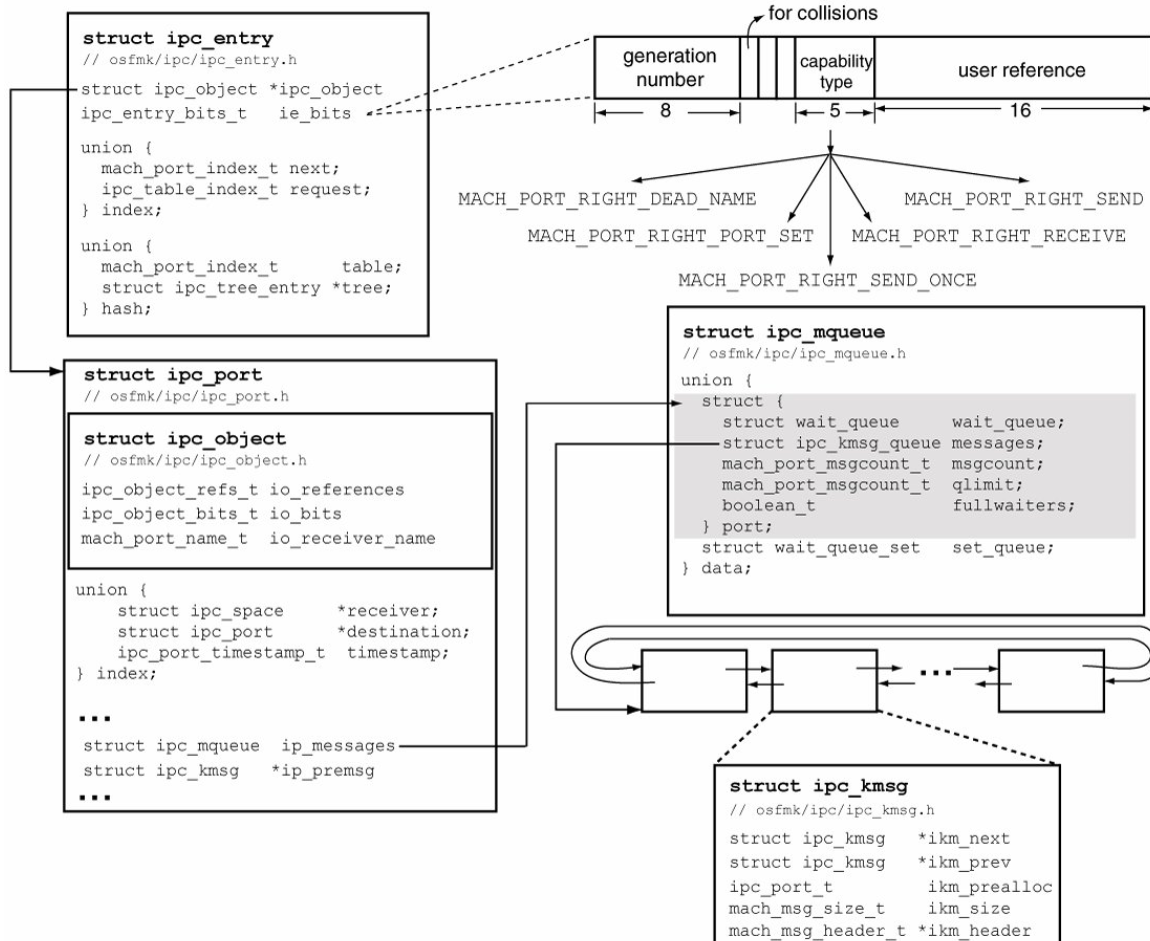 struct ipc_entry
// osfmk/ipc/ipc_entry.h
struct ipc_object *ipc_object
ipc_entry_bits_t ie_bits
union {
mach_port_index_t next;
ipc_table_index_t request;
} index;
union {
mach_port_index_t table;
struct ipc_tree_entry *tree;
} hash;
for collisions
generation number
capability type
user reference
8
5
16
MACH_PORT_RIGHT_DEAD_NAME
MACH_PORT_RIGHT_SEND
MACH_PORT_RIGHT_PORT_SET
MACH_PORT_RIGHT_RECEIVE
MACH_PORT_RIGHT_SEND_ONCE
struct ipc_port
// osfmk/ipc/ipc_port.h
struct ipc_object
// osfmk/ipc/ipc_object.h
ipc_object_refs_t io_references
ipc_object_bits_t io_bits
mach_port_name_t io_receiver_name
union {
struct ipc_space *receiver;
struct ipc_port *destination;
ipc_port_timestamp_t timestamp;
} index;
...
struct ipc_mqueue ip_messages
struct ipc_kmsg *ip_premsg
...
struct ipc_mqueue
// osfmk/ipc/ipc_mqueue.h
union {
struct {
struct wait_queue wait_queue;
struct ipc_kmsg_queue messages;
mach_port_msgcount_t msgcount;
mach_port_msgcount_t qlimit;
boolean_t fullwaiters;
} port;
struct wait_queue_set set_queue;
} data;
...
struct ipc_kmsg
// osfmk/ipc/ipc_kmsg.h
struct ipc_kmsg *ikm_next
struct ipc_kmsg *ikm_prev
ipc_port_t ikm_prealloc
mach_msg_size_t ikm_size
mach_msg_header_t *ikm_header